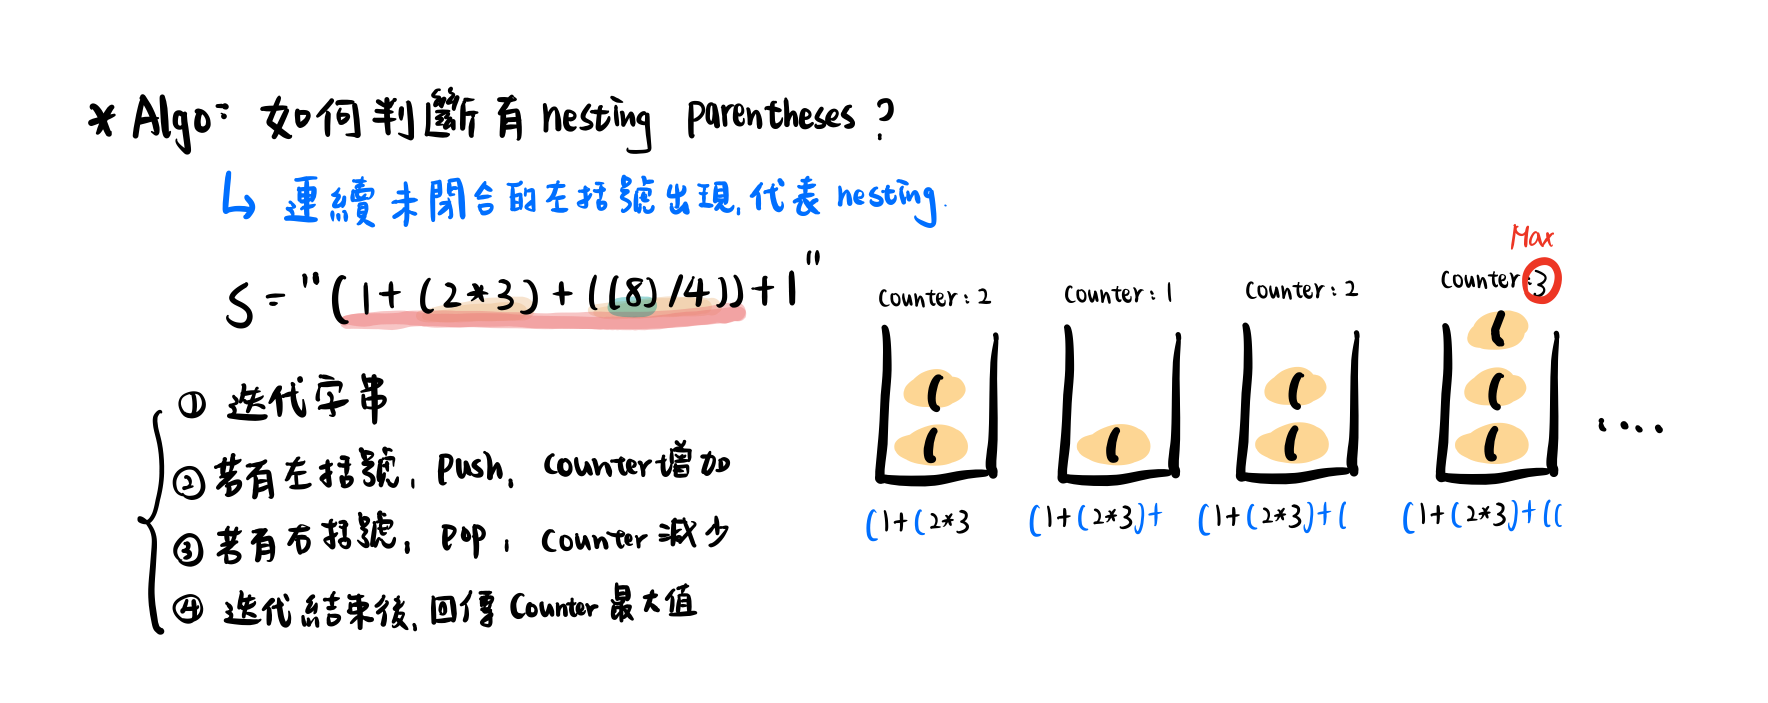 * Algo: 如何判斷有 nesting parentheses ?
↳ 連續未閉合的左括號出現, 代表 nesting.
S = "(1+(2*3)+((8)/4))+1"
① 迭代字串
② 若有左括號, push, counter增加
③ 若有右括號, pop, counter減少
④ 迭代結束後, 回傳 Counter 最大值
Max
Counter: 2
Counter: 1
Counter: 2
Counter: 3
(
(
(
(
(
(
(
(
....
(1+(2*3
(1+(2*3)+
(1+(2*3)+(
(1+(2*3)+((